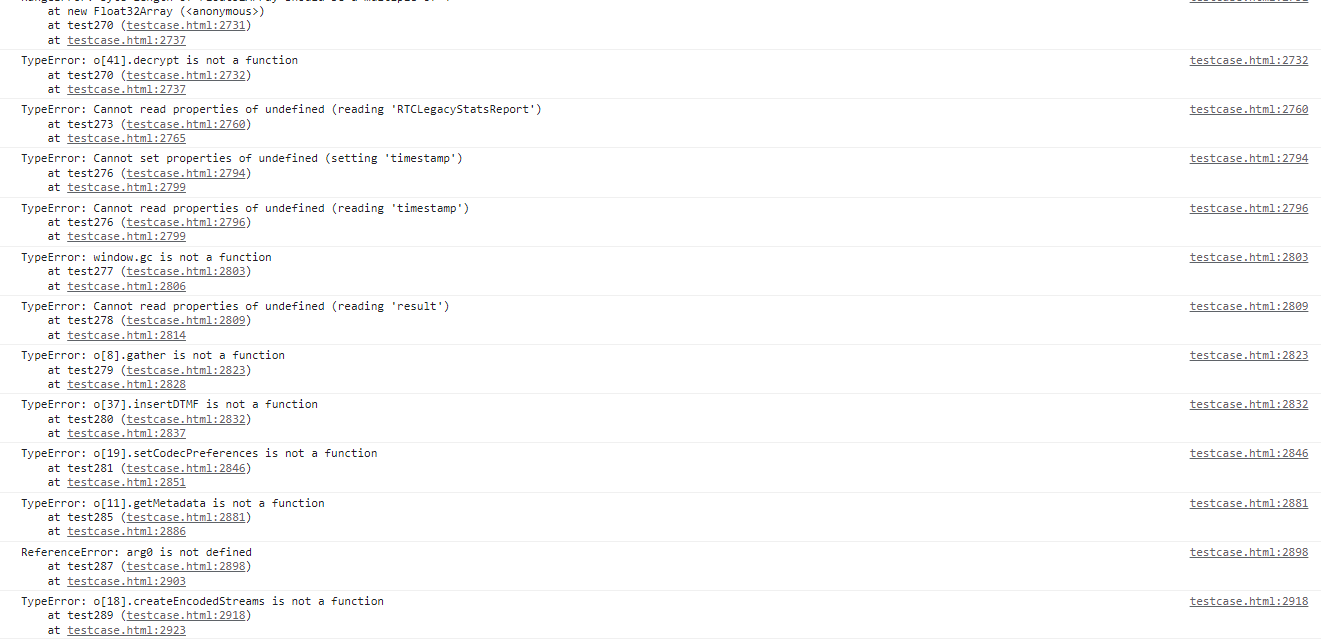 at new Float32Array (<anonymous>)
at test270 (testcase.html:2731)
at testcase.html:2737
TypeError: o[41].decrypt is not a function testcase.html:2732
at test270 (testcase.html:2732)
at testcase.html:2737
TypeError: Cannot read properties of undefined (reading 'RTCLegacyStatsReport') testcase.html:2760
at test273 (testcase.html:2760)
at testcase.html:2765
TypeError: Cannot set properties of undefined (setting 'timestamp') testcase.html:2794
at test276 (testcase.html:2794)
at testcase.html:2799
TypeError: Cannot read properties of undefined (reading 'timestamp') testcase.html:2796
at test276 (testcase.html:2796)
at testcase.html:2799
TypeError: window.gc is not a function testcase.html:2803
at test277 (testcase.html:2803)
at testcase.html:2806
TypeError: Cannot read properties of undefined (reading 'result') testcase.html:2809
at test278 (testcase.html:2809)
at testcase.html:2814
TypeError: o[8].gather is not a function testcase.html:2823
at test279 (testcase.html:2823)
at testcase.html:2828
TypeError: o[37].insertDTMF is not a function testcase.html:2832
at test280 (testcase.html:2832)
at testcase.html:2837
TypeError: o[19].setCodecPreferences is not a function testcase.html:2846
at test281 (testcase.html:2846)
at testcase.html:2851
TypeError: o[11].getMetadata is not a function testcase.html:2881
at test285 (testcase.html:2881)
at testcase.html:2886
ReferenceError: arg0 is not defined testcase.html:2898
at test287 (testcase.html:2898)
at testcase.html:2903
TypeError: o[18].createEncodedStreams is not a function testcase.html:2918
at test289 (testcase.html:2918)
at testcase.html:2923